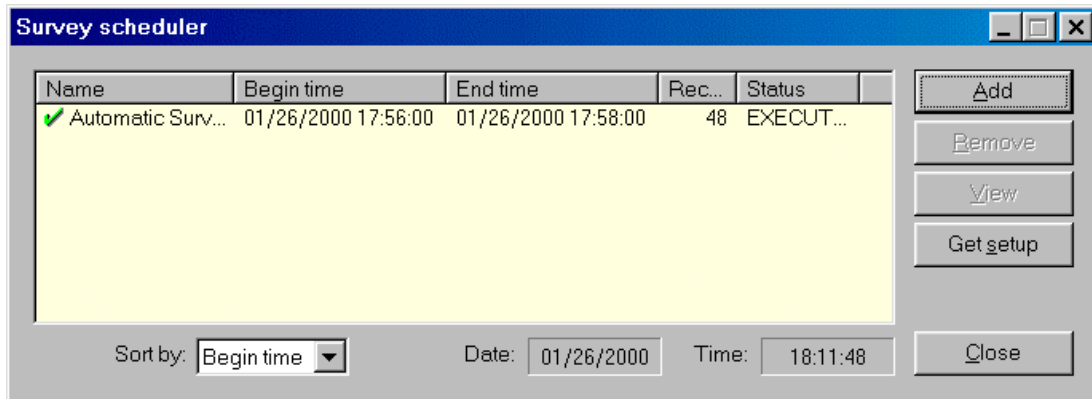 Survey scheduler
Name Begin time End time Rec... Status
Automatic Surv... 01/26/2000 17:56:00 01/26/2000 17:58:00 48 EXECUT...
Add
Remove
View
Get setup
Sort by: Begin time Date: 01/26/2000 Time: 18:11:48 Close